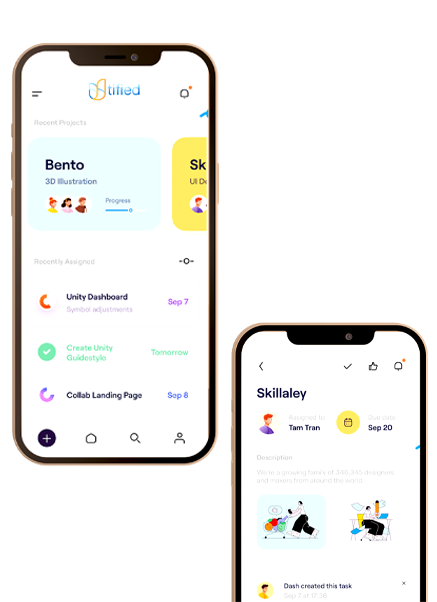 tified
Recent Projects
Bento
3D Illustration
Progress
Sk
UI De
Recently Assigned
Unity Dashboard
Symbol adjustments
Sep 7
Create Unity
Guidestyle
Tomorrow
Collab Landing Page
Sep 8
Skillaley
Assigned to
Tam Tran
Due date
Sep 20
Description
We're a growing family of 348,345 designers
and makers from around the world.
Dash created this task
Sep 7 at 17:36